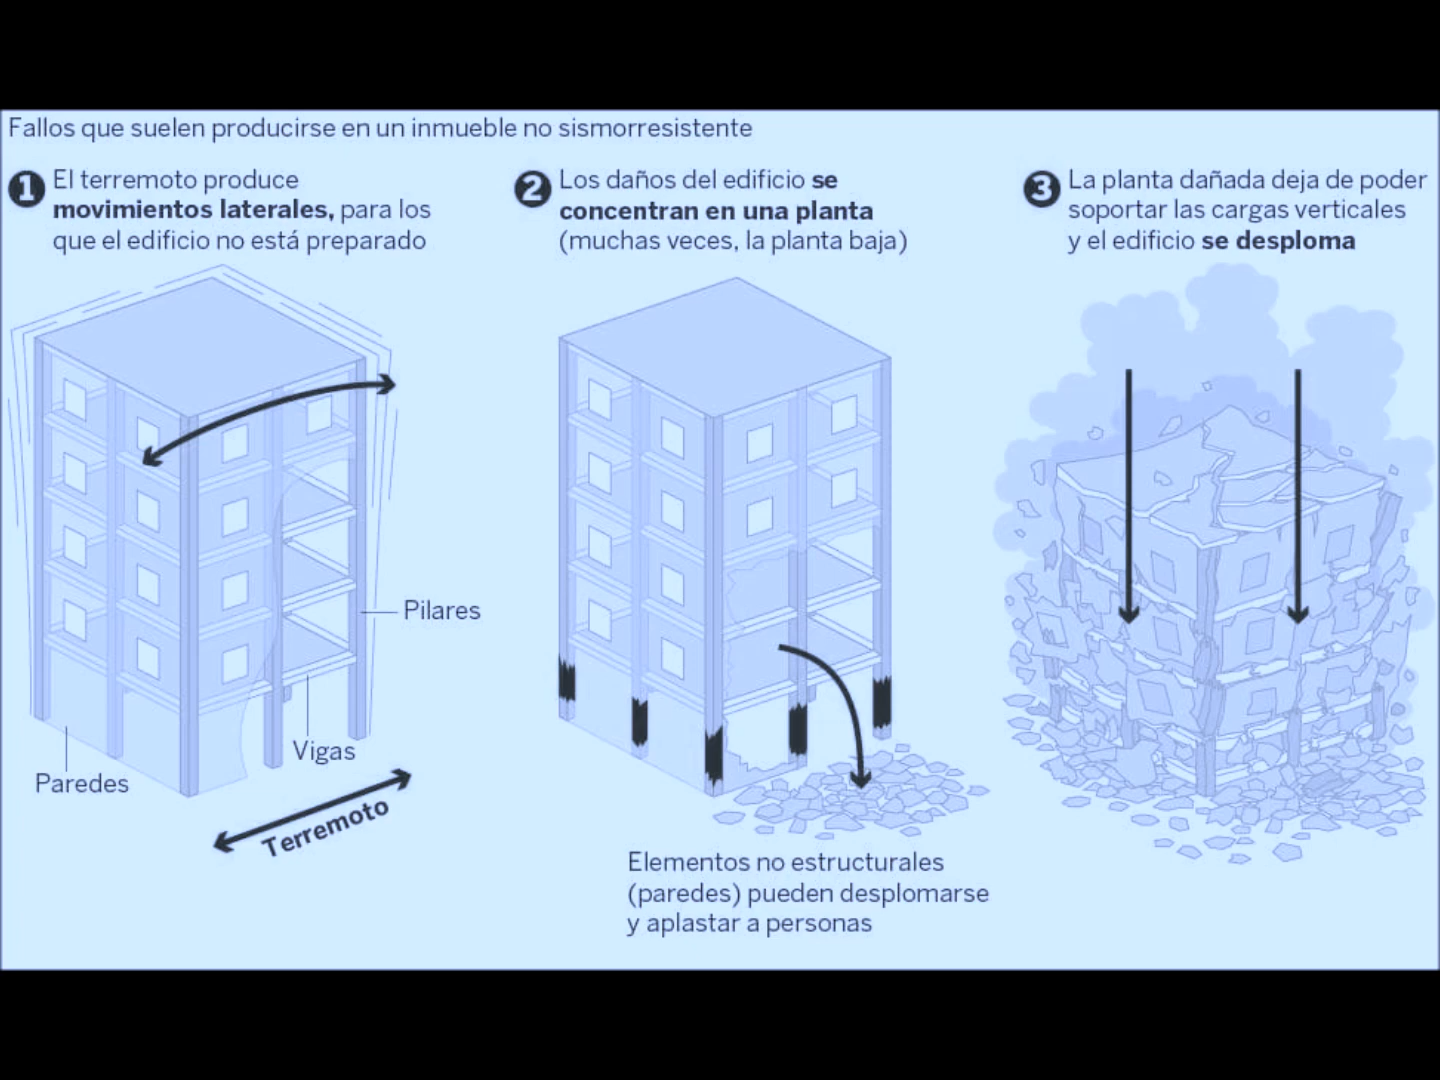 Fallos que suelen producirse en un inmueble no sismorresistente
1 El terremoto produce
movimientos laterales, para los
que el edificio no está preparado
2 Los daños del edificio se
concentran en una planta
(muchas veces, la planta baja)
3 La planta dañada deja de poder
soportar las cargas verticales
y el edificio se desploma
Pilares
Vigas
Paredes
Terremoto
Elementos no estructurales
(paredes) pueden desplomarse
y aplastar a personas